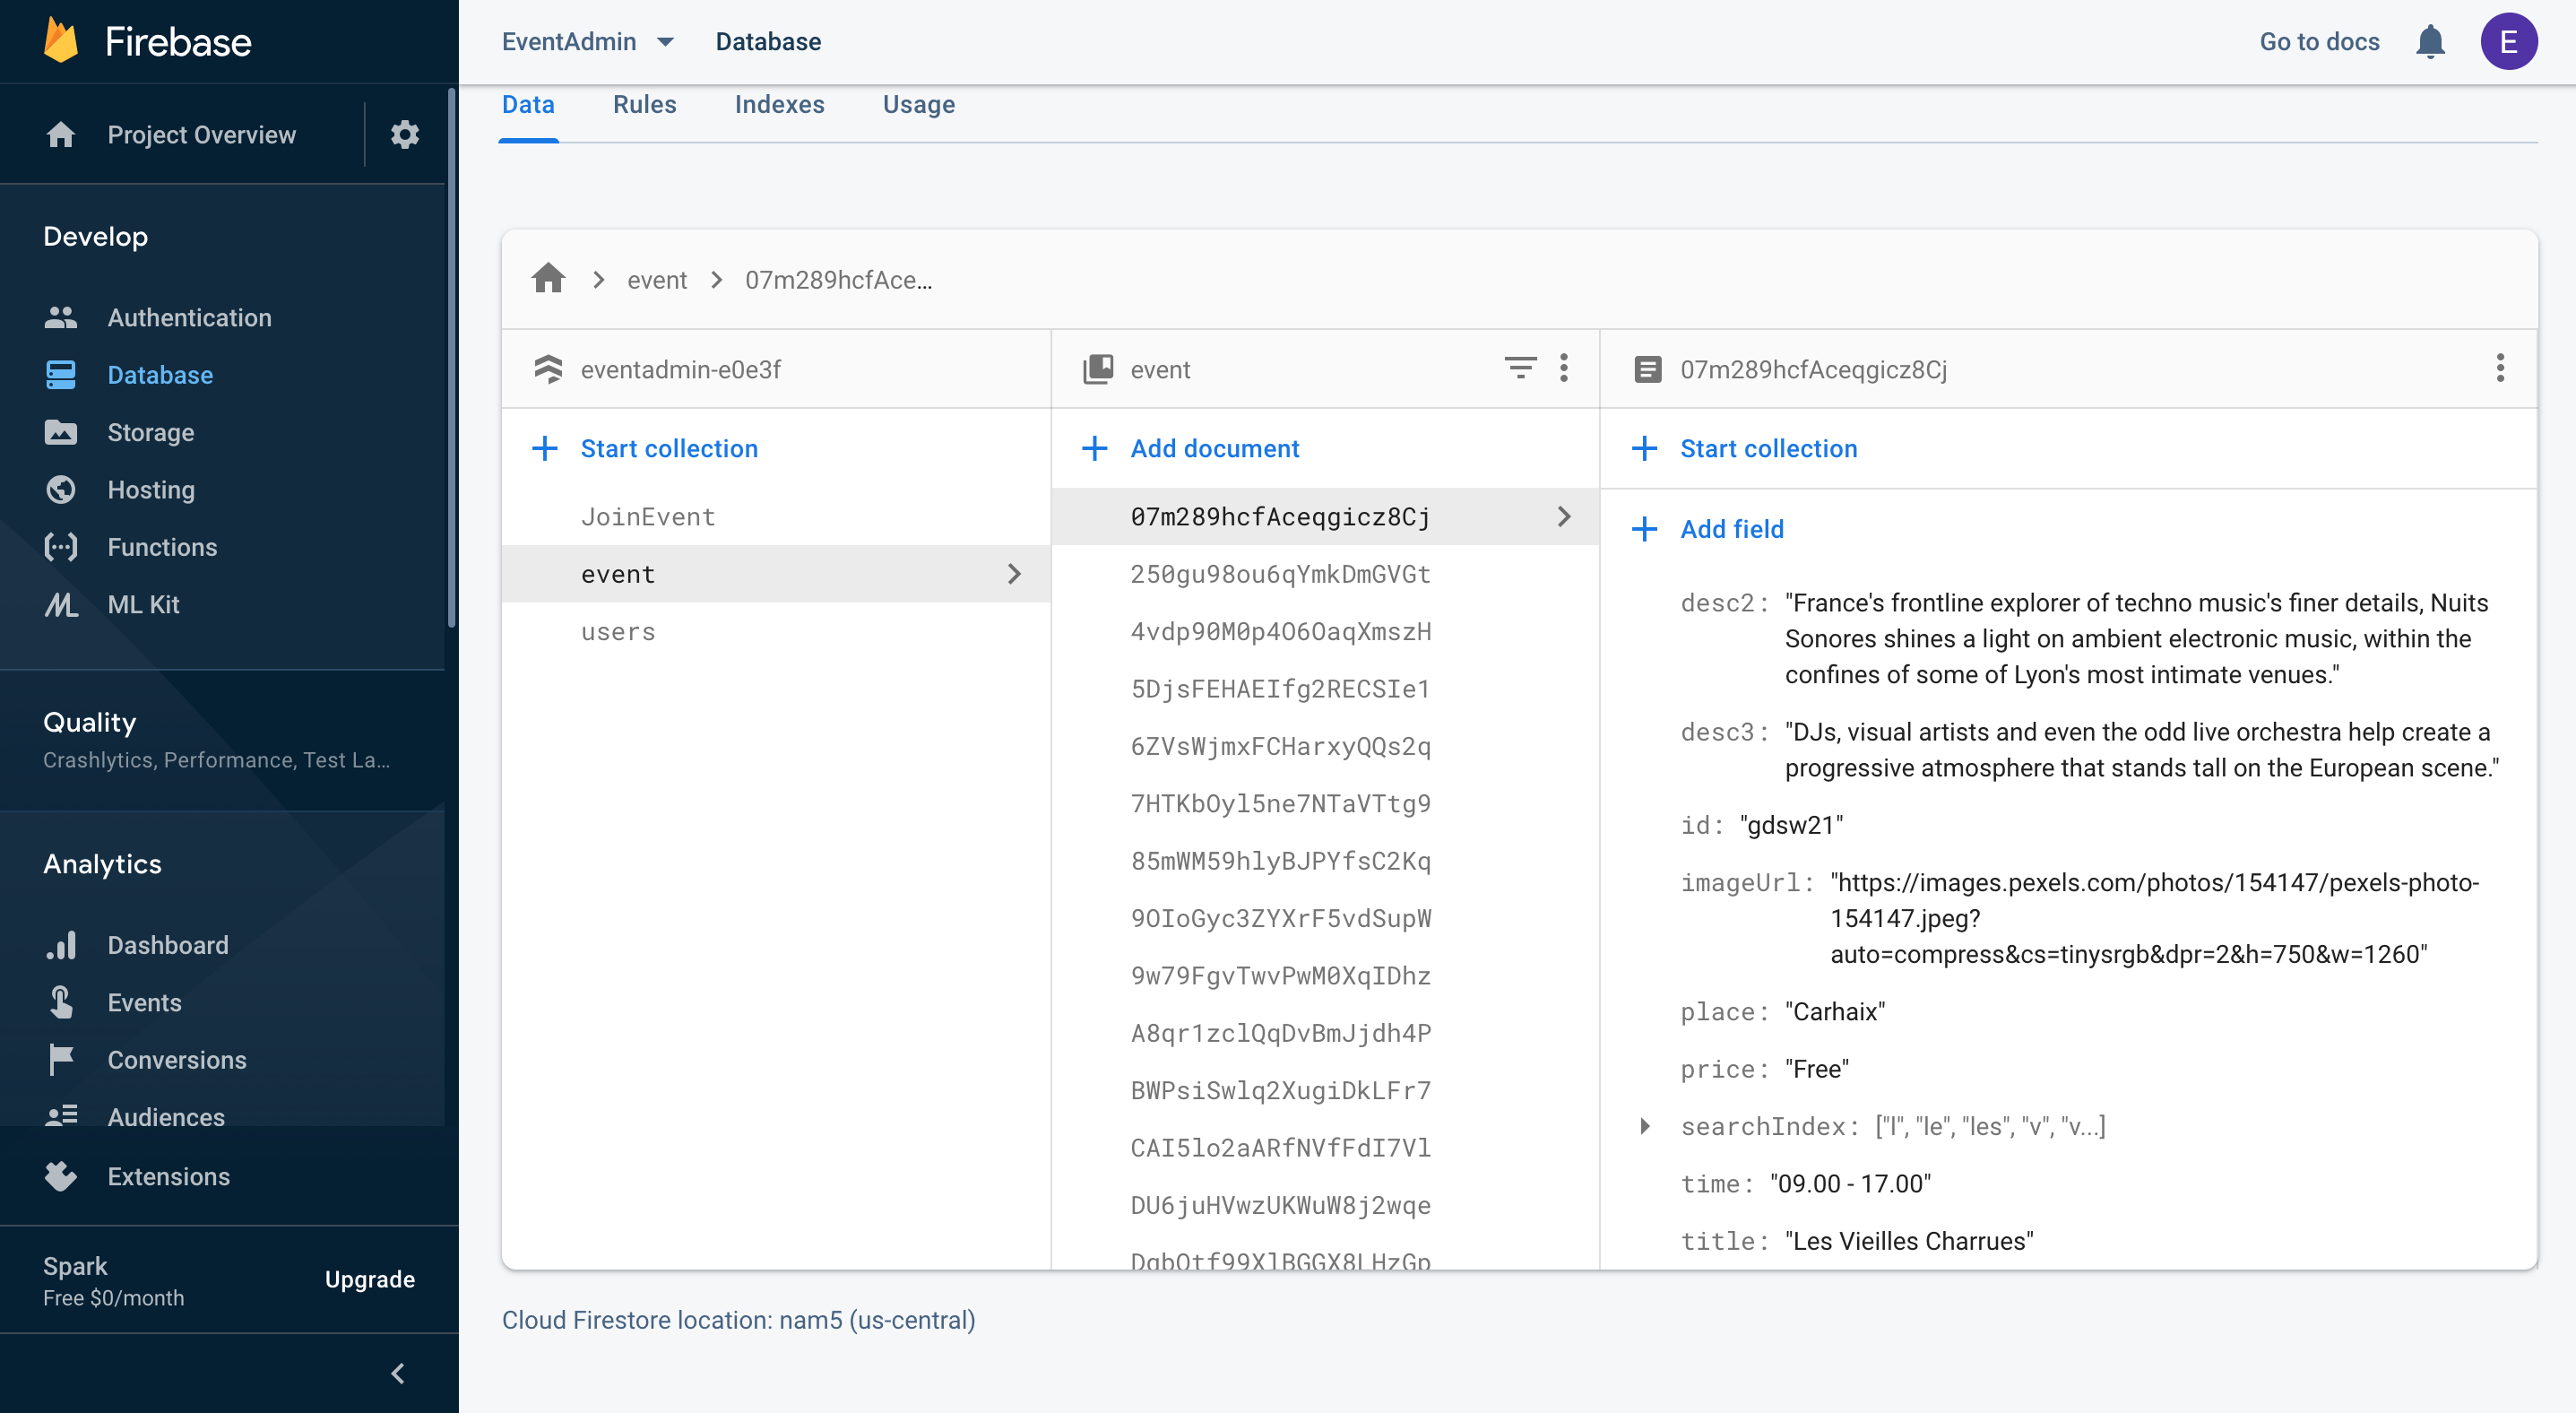 Firebase
Project Overview
Develop
Authentication
Database
Storage
Hosting
Functions
ML Kit
Quality
Crashlytics, Performance, Test La...
Analytics
Dashboard
Events
Conversions
Audiences
Extensions
Spark
Free $0/month
Upgrade
EventAdmin
Database
Go to docs
E
Data
Rules
Indexes
Usage
event
07m289hcfAce...
eventadmin-e0e3f
Start collection
JoinEvent
event
users
event
Add document
07m289hcfAceqgicz8Cj
250gu98ou6qYmkDmGVGt
4vdp90M0p4O6OaqXmszH
5DjsFEHAEIfg2RECSIe1
6ZVsWjmxFCHarxyQQs2q
7HTKbOyl5ne7NTaVTtg9
85mWM59hlyBJPYfsC2Kq
9OIoGyc3ZYXrF5vdSupW
9w79FgvTwvPwM0XqIDhz
A8qr1zclQqDvBmJjdh4P
BWPsiSwlq2XugiDkLFr7
CAI5lo2aARfNVfFdI7Vl
DU6juHVwzUKWuW8j2wqe
07m289hcfAceqgicz8Cj
Start collection
Add field
desc2: "France's frontline explorer of techno music's finer details, Nuits
Sonores shines a light on ambient electronic music, within the
confines of some of Lyon's most intimate venues."
desc3: "DJs, visual artists and even the odd live orchestra help create a
progressive atmosphere that stands tall on the European scene."
id: "gdsw21"
imageUrl: "https://images.pexels.com/photos/154147/pexels-photo-
154147.jpeg?
auto=compress&cs=tinysrgb&dpr=2&h=750&w=1260"
place: "Carhaix"
price: "Free"
searchIndex: ["l", "le", "les", "v", "v...]
time: "09.00 - 17.00"
title: "Les Vieilles Charrues"
Cloud Firestore location: nam5 (us-central)